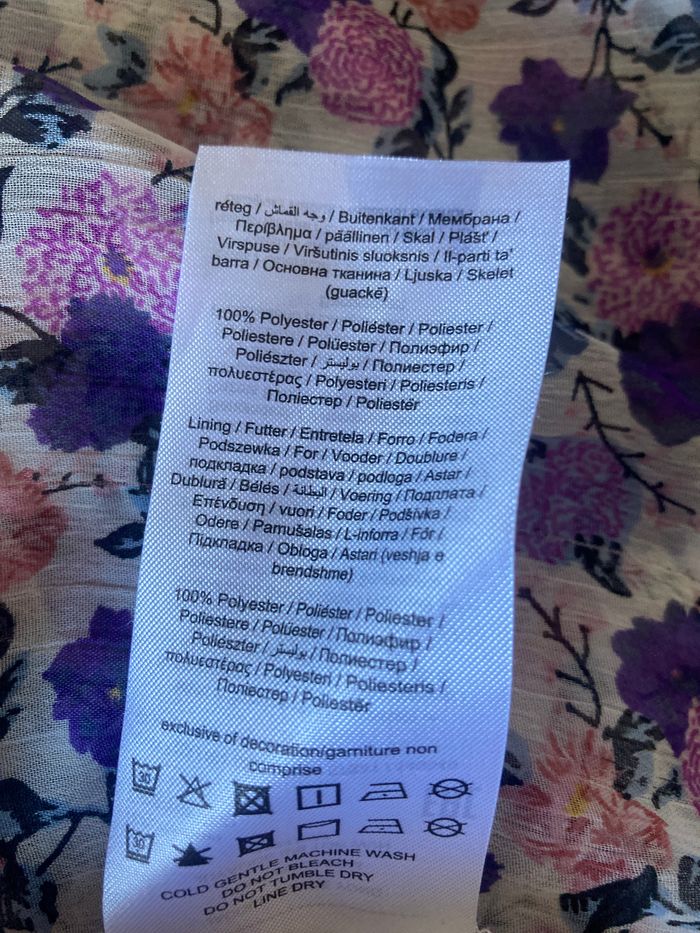 réteg / وجه القماش / Buitenkant / Мембрана /
Περίβλημα / päällinen / Skal / Plášť /
Virspuse / Viršutinis sluoksnis / Il-parti ta'
barra / Основна тканина / Ljuska / Skelet
(guackë)
100% Polyester / Poliéster / Poliester /
Poliestere / Polüester / Полиэфир /
Poliészter / بوليستر / Полиестер /
πολυεστέρας / Polyesteri / Poliesteris /
Поліестер / Poliestër
Lining / Futter / Entretela / Forro / Fodera /
Podszewka / For / Vooder / Doublure /
подкладка / podstava / podloga / Astar /
Dublură / Bélés / البطانة / Voering / Подплата /
Επένδυση / vuori / Foder / Podšívka /
Odere / Pamušalas / L-inforra / Fór /
Підкладка / Obloga / Astari (veshja e
brendshme)
100% Polyester / Poliéster / Poliester /
Poliestere / Polüester / Полиэфир /
Poliészter / بوليستر / Полиестер /
πολυεστέρας / Polyesteri / Poliesteris /
Поліестер / Poliestër
exclusive of decoration/garniture non
comprise
30
30
COLD GENTLE MACHINE WASH
DO NOT BLEACH
DO NOT TUMBLE DRY
LINE DRY